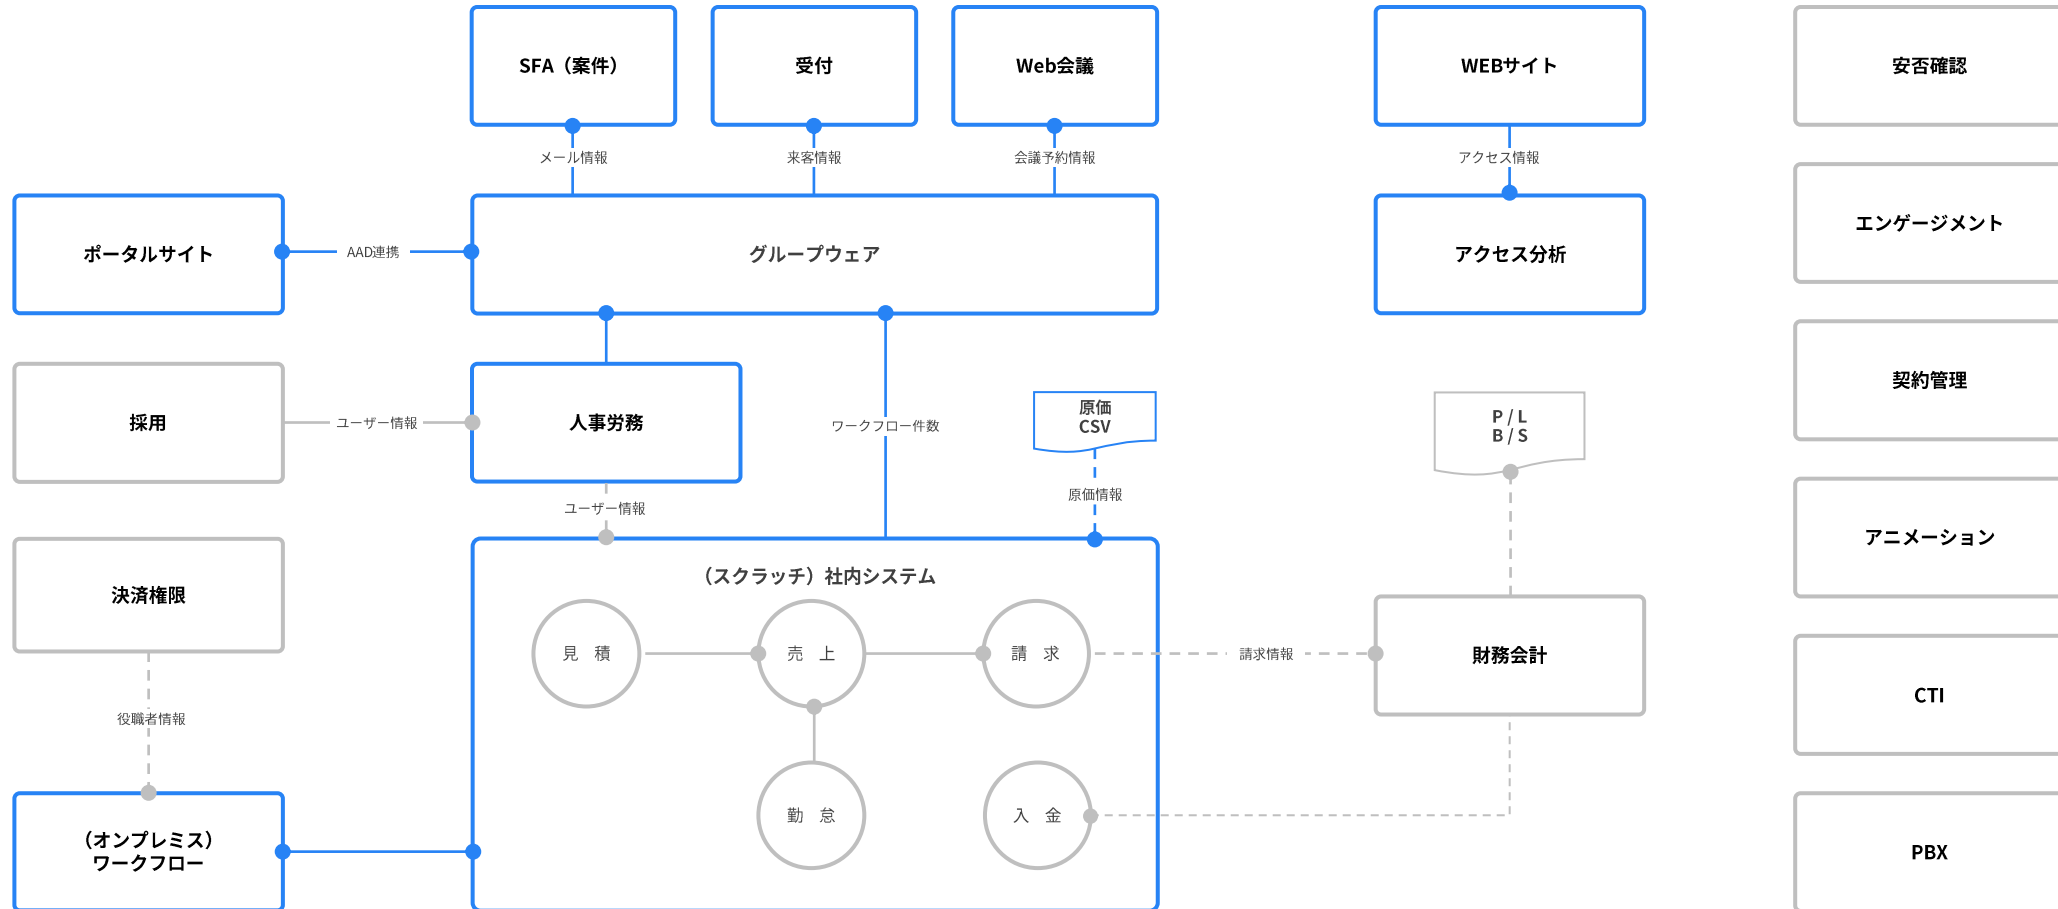 SFA（案件）
受付
Web会議
WEBサイト
安否確認
メール情報
来客情報
会議予約情報
アクセス情報
エンゲージメント
ポータルサイト
AAD連携
グループウェア
アクセス分析
契約管理
採用
ユーザー情報
人事労務
ワークフロー件数
原価
CSV
P / L
B / S
原価情報
ユーザー情報
アニメーション
（スクラッチ）社内システム
決済権限
見 積
売 上
請 求
請求情報
財務会計
CTI
役職者情報
勤 怠
入 金
（オンプレミス）
ワークフロー
PBX